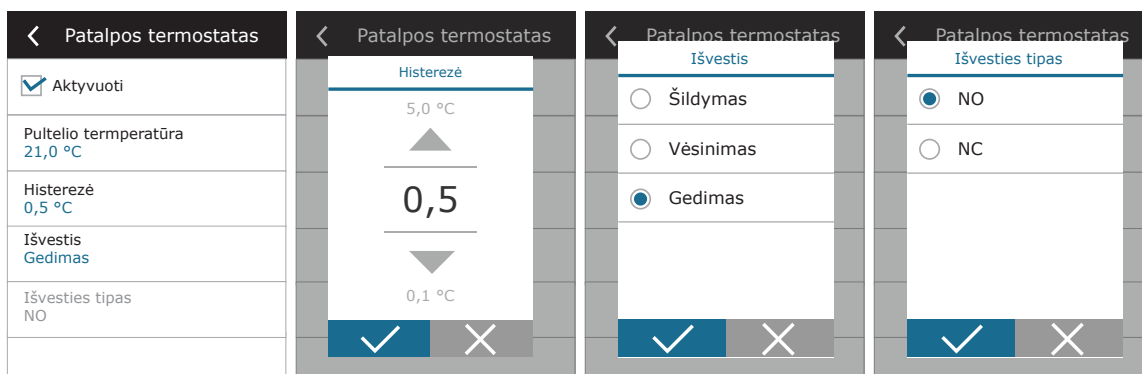 Patalpos termostatas
Aktyvuoti
Pultelio termperatūra
21,0 °C
Histerezė
0,5 °C
Išvestis
Gedimas
Išvesties tipas
NO
Patalpos termostatas
Histerezė
5,0 °C
0,5
0,1 °C
Patalpos termostatas
Išvestis
Šildymas
Vėsinimas
Gedimas
Patalpos termostatas
Išvesties tipas
NO
NC